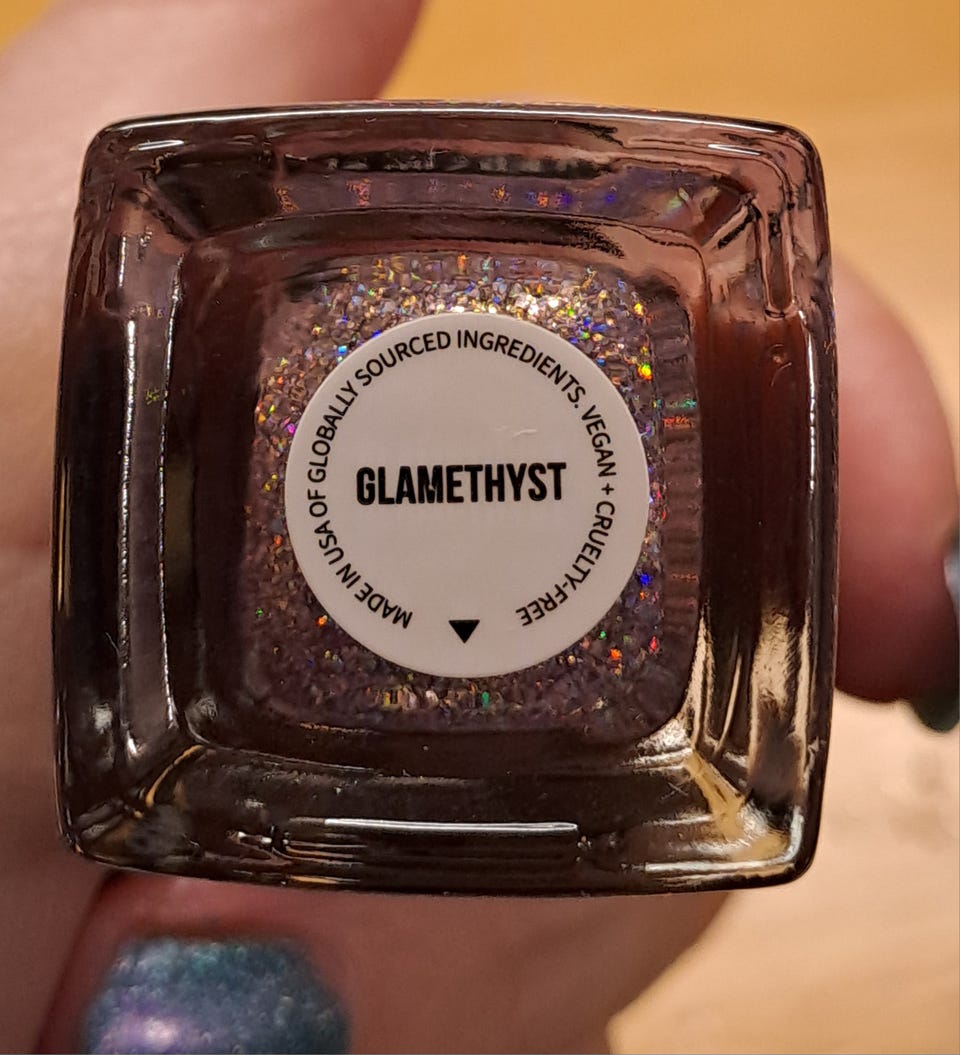 MADE IN USA OF GLOBALLY SOURCED INGREDIENTS. VEGAN + CRUELTY-FREE
GLAMETHYST